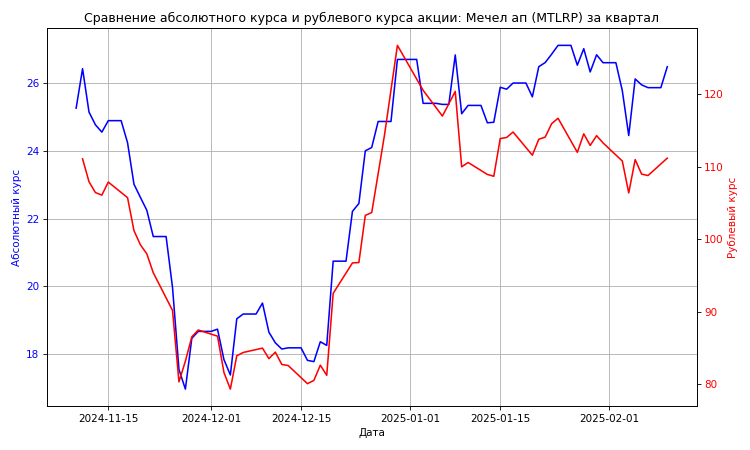 Сравнение абсолютного курса и рублевого курса акции: Мечел ап (MTLRP) за квартал
Абсолютный курс
26
24
22
20
18
120
110
100
90
80
Рублевый курс
2024-11-15 2024-12-01 2024-12-15 2025-01-01 2025-01-15 2025-02-01
Дата